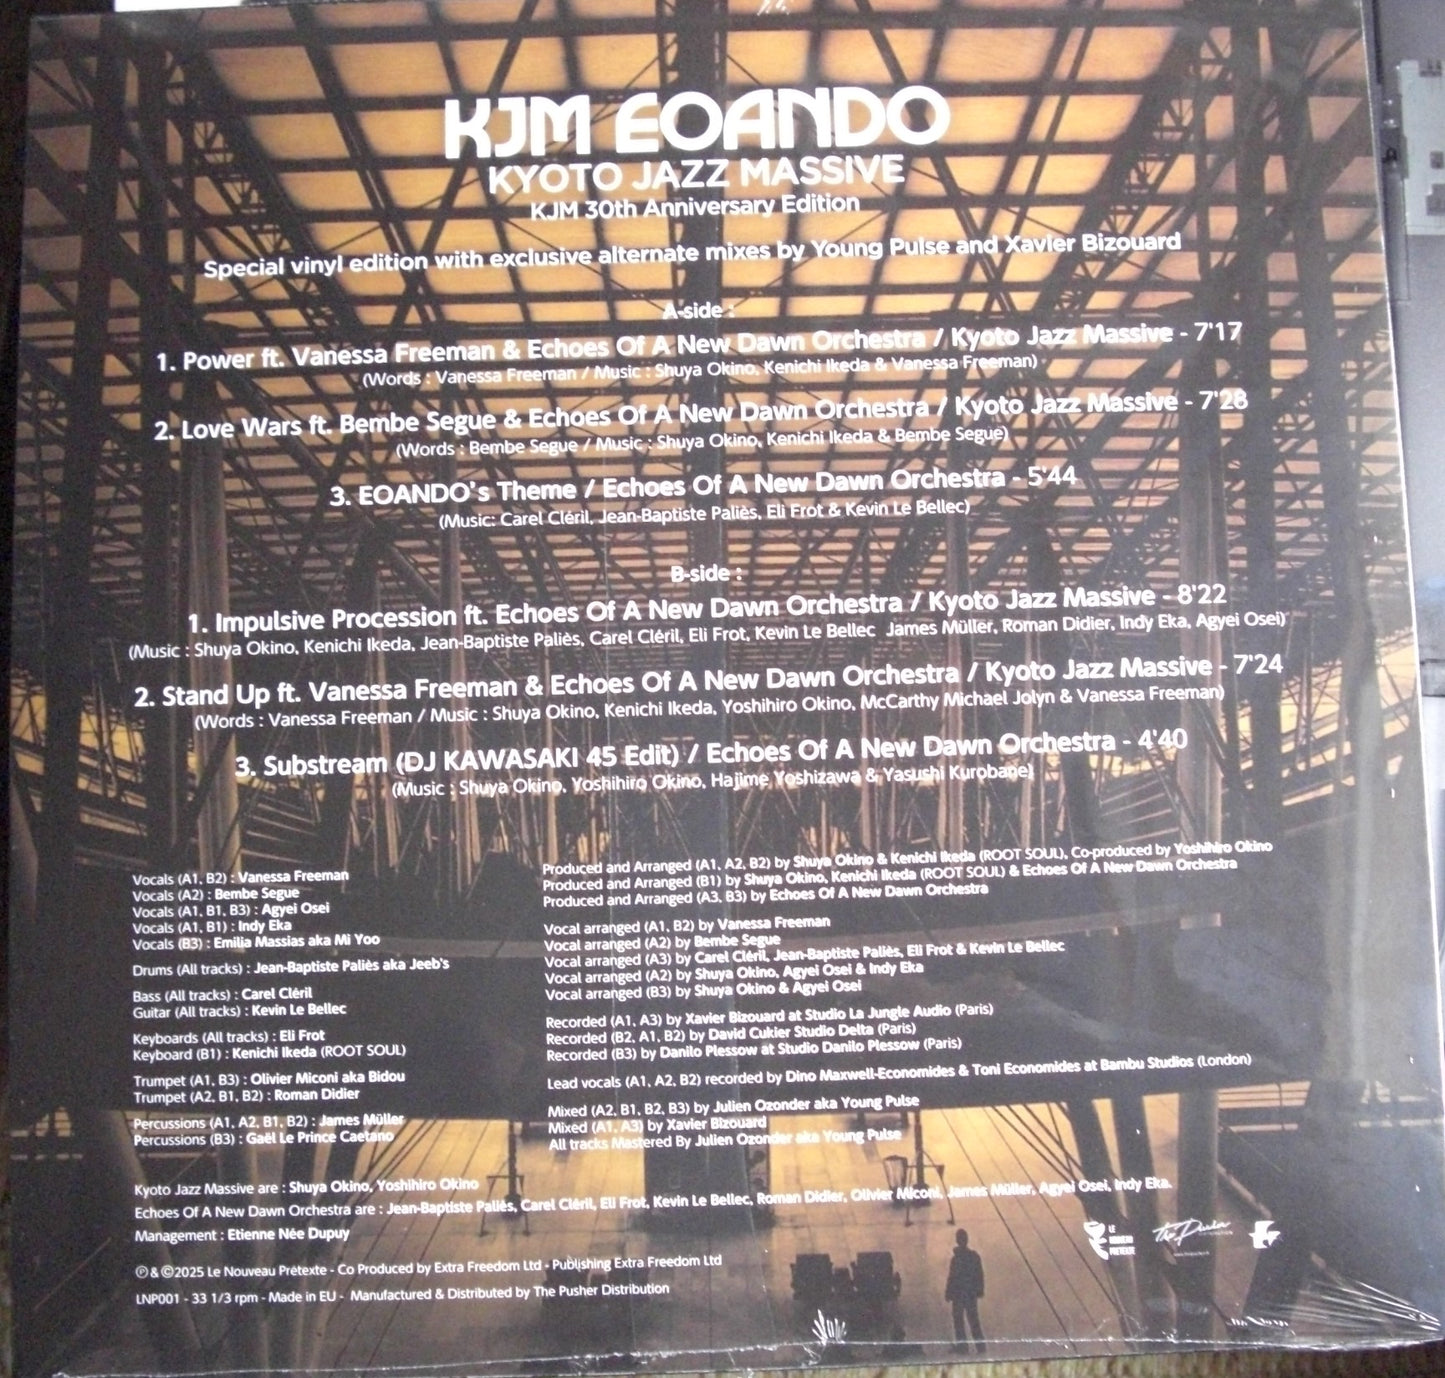 KJM EOANDO
KYOTO JAZZ MASSIVE
KJM 30th Anniversary Edition
Special vinyl edition with exclusive alternate mixes by Young Pulse and Xavier Bizouard
A-side :
1. Power ft. Vanessa Freeman & Echoes Of A New Dawn Orchestra / Kyoto Jazz Massive - 7'17
(Words : Vanessa Freeman / Music : Shuya Okino, Kenichi Ikeda & Vanessa Freeman)
2. Love Wars ft. Bembe Segue & Echoes Of A New Dawn Orchestra / Kyoto Jazz Massive - 7'28
(Words : Bembe Segue / Music : Shuya Okino, Kenichi Ikeda & Bembe Segue)
3. EOANDO's Theme / Echoes Of A New Dawn Orchestra - 5'44
(Music: Carel Cléril, Jean-Baptiste Paliès, Eli Frot & Kevin Le Bellec)
B-side :
1. Impulsive Procession ft. Echoes Of A New Dawn Orchestra / Kyoto Jazz Massive - 8'22
(Music : Shuya Okino, Kenichi Ikeda, Jean-Baptiste Paliès, Carel Cléril, Eli Frot, Kevin Le Bellec James Müller, Roman Didier, Indy Eka, Agyei Osei)
2. Stand Up ft. Vanessa Freeman & Echoes Of A New Dawn Orchestra / Kyoto Jazz Massive - 7'24
(Words : Vanessa Freeman / Music : Shuya Okino, Kenichi Ikeda, Yoshihiro Okino, McCarthy Michael Jolyn & Vanessa Freeman)
3. Substream (DJ KAWASAKI 45 Edit) / Echoes Of A New Dawn Orchestra - 4'40
(Music : Shuya Okino, Yoshihiro Okino, Hajime Yoshizawa & Yasushi Kurobane)
Vocals (A1, B2) : Vanessa Freeman
Vocals (A2) : Bembe Segue
Vocals (A1, B1, B3) : Agyei Osei
Vocals (A1, B1) : Indy Eka
Vocals (B3) : Emilia Massias aka Mi Yoo
Drums (All tracks) : Jean-Baptiste Paliès aka Jeeb's
Bass (All tracks) : Carel Cléril
Guitar (All tracks) : Kevin Le Bellec
Keyboards (All tracks) : Eli Frot
Keyboard (B1) : Kenichi Ikeda (ROOT SOUL)
Trumpet (A1, B3) : Olivier Miconi aka Bidou
Trumpet (A2, B1, B2) : Roman Didier
Percussions (A1, A2, B1, B2) : James Müller
Percussions (B3) : Gaël Le Prince Caetano
Produced and Arranged (A1, A2, B2) by Shuya Okino & Kenichi Ikeda (ROOT SOUL), Co-produced by Yoshihiro Okino
Produced and Arranged (B1) by Shuya Okino, Kenichi Ikeda (ROOT SOUL) & Echoes Of A New Dawn Orchestra
Produced and Arranged (A3, B3) by Echoes Of A New Dawn Orchestra
Vocal arranged (A1, B2) by Vanessa Freeman
Vocal arranged (A2) by Bembe Segue
Vocal arranged (A3) by Carel Cléril, Jean-Baptiste Paliès, Eli Frot & Kevin Le Bellec
Vocal arranged (A2) by Shuya Okino, Agyei Osei & Indy Eka
Vocal arranged (B3) by Shuya Okino & Agyei Osei
Recorded (A1, A3) by Xavier Bizouard at Studio La Jungle Audio (Paris)
Recorded (B2, A1, B2) by David Cukier Studio Delta (Paris)
Recorded (B3) by Danilo Plessow at Studio Danilo Plessow (Paris)
Lead vocals (A1, A2, B2) recorded by Dino Maxwell-Economides & Toni Economides at Bambu Studios (London)
Mixed (A2, B1, B2, B3) by Julien Ozonder aka Young Pulse
Mixed (A1, A3) by Xavier Bizouard
All tracks Mastered By Julien Ozonder aka Young Pulse
Kyoto Jazz Massive are : Shuya Okino, Yoshihiro Okino
Echoes Of A New Dawn Orchestra are : Jean-Baptiste Paliès, Carel Cléril, Eli Frot, Kevin Le Bellec, Roman Didier, Olivier Miconi, James Müller, Agyei Osei, Indy Eka.
Management : Etienne Née Dupuy
LE
NOUVEAU
PRÉTEXTE
The Pusher
℗ & ©2025 Le Nouveau Prétexte - Co Produced by Extra Freedom Ltd - Publishing Extra Freedom Ltd
LNP001 - 33 1/3 rpm - Made in EU - Manufactured & Distributed by The Pusher Distribution